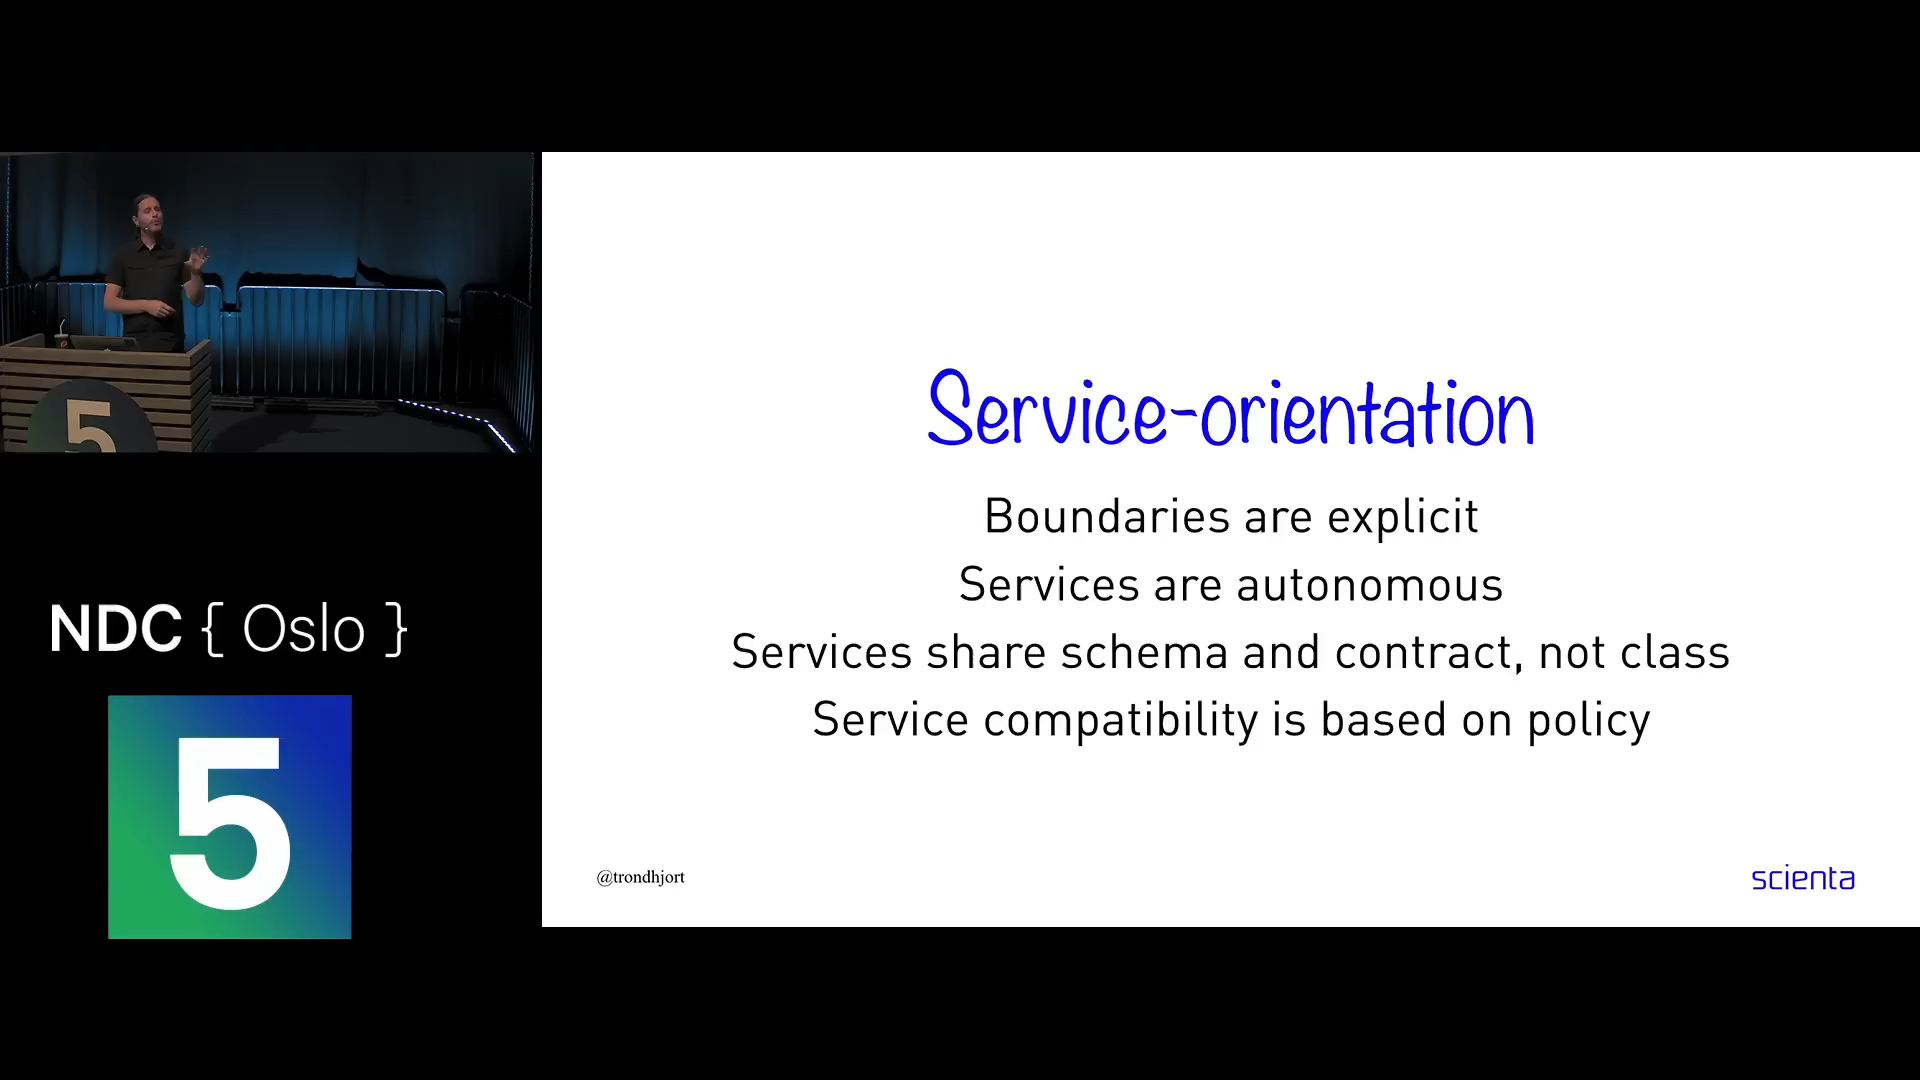 5
NDC { Oslo }
5
Service-orientation
Boundaries are explicit
Services are autonomous
Services share schema and contract, not class
Service compatibility is based on policy
@trondhjort
scienta